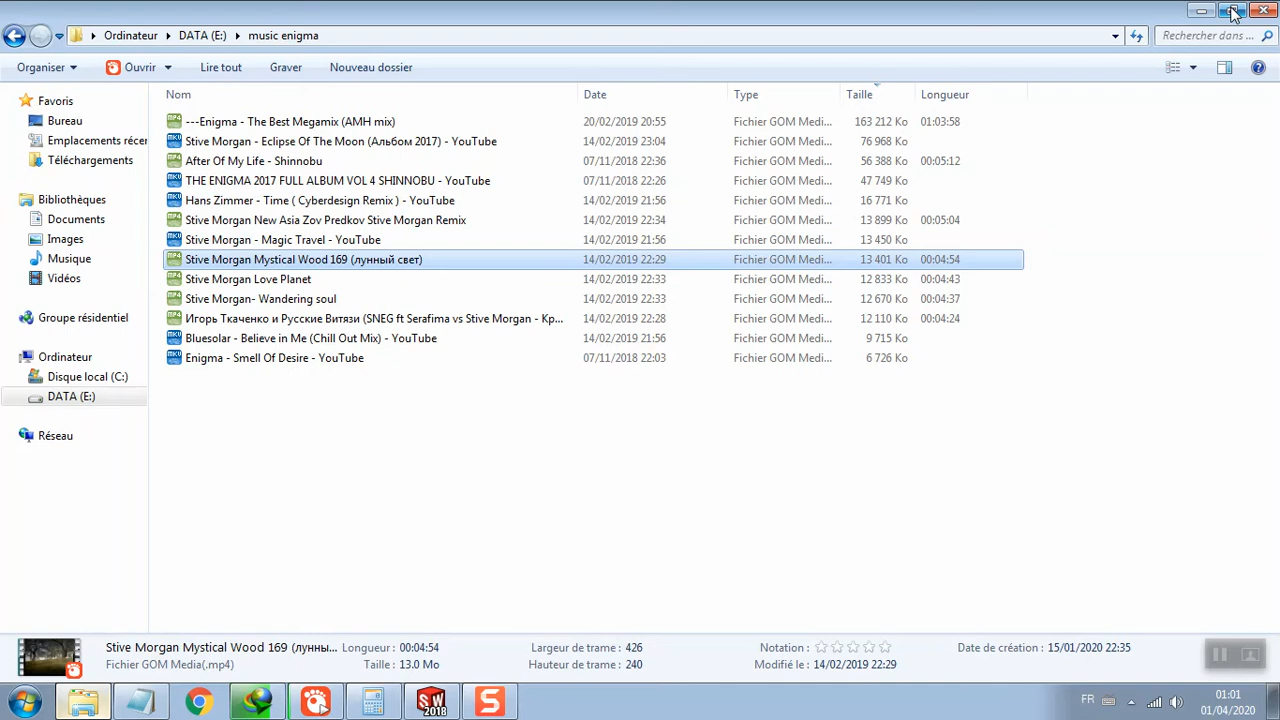 Ordinateur DATA (E:) music enigma Rechercher dans ...
Organiser Ouvrir Lire tout Graver Nouveau dossier
Nom Date Type Taille Longueur
Favoris
Bureau
Emplacements récer
Téléchargements
Bibliothèques
Documents
Images
Musique
Vidéos
Groupe résidentiel
Ordinateur
Disque local (C:)
DATA (E:)
Réseau
---Enigma - The Best Megamix (AMH mix) 20/02/2019 20:55 Fichier GOM Medi... 163 212 Ko 01:03:58
Stive Morgan - Eclipse Of The Moon (Альбом 2017) - YouTube 14/02/2019 23:04 Fichier GOM Medi... 76 968 Ko
After Of My Life - Shinnobu 07/11/2018 22:36 Fichier GOM Medi... 56 388 Ko 00:05:12
THE ENIGMA 2017 FULL ALBUM VOL 4 SHINNOBU - YouTube 07/11/2018 22:26 Fichier GOM Medi... 47 749 Ko
Hans Zimmer - Time ( Cyberdesign Remix ) - YouTube 14/02/2019 21:56 Fichier GOM Medi... 16 771 Ko
Stive Morgan New Asia Zov Predkov Stive Morgan Remix 14/02/2019 22:34 Fichier GOM Medi... 13 899 Ko 00:05:04
Stive Morgan - Magic Travel - YouTube 14/02/2019 21:56 Fichier GOM Medi... 13 450 Ko
Stive Morgan Mystical Wood 169 (лунный свет) 14/02/2019 22:29 Fichier GOM Medi... 13 401 Ko 00:04:54
Stive Morgan Love Planet 14/02/2019 22:33 Fichier GOM Medi... 12 833 Ko 00:04:43
Stive Morgan- Wandering soul 14/02/2019 22:33 Fichier GOM Medi... 12 670 Ko 00:04:37
Игорь Ткаченко и Русские Витязи (SNEG ft Serafima vs Stive Morgan - Кр... 14/02/2019 22:28 Fichier GOM Medi... 12 110 Ko 00:04:24
Bluesolar - Believe in Me (Chill Out Mix) - YouTube 14/02/2019 21:56 Fichier GOM Medi... 9 715 Ko
Enigma - Smell Of Desire - YouTube 07/11/2018 22:03 Fichier GOM Medi... 6 726 Ko
Stive Morgan Mystical Wood 169 (лунны... Longueur : 00:04:54 Largeur de trame : 426 Notation : Date de création : 15/01/2020 22:35
Fichier GOM Media(.mp4) Taille : 13.0 Mo Hauteur de trame : 240 Modifié le : 14/02/2019 22:29
FR 01:01
01/04/2020
SW
2018
S